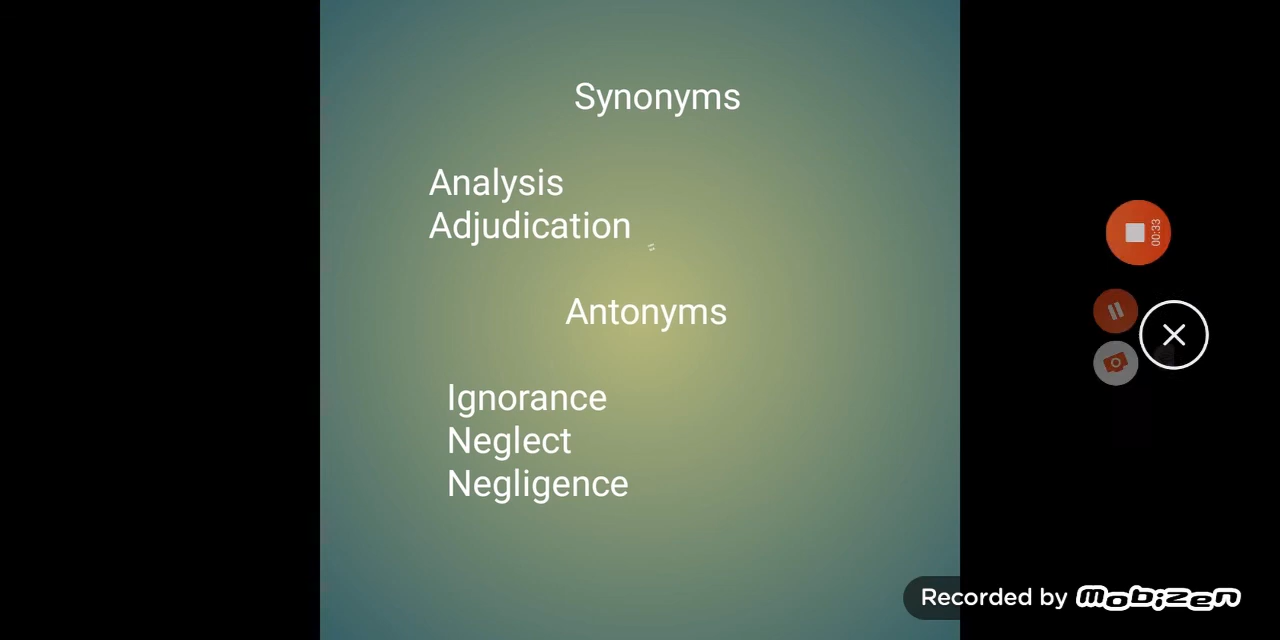 Synonyms
Analysis
Adjudication
Antonyms
Ignorance
Neglect
Negligence
00:33
Recorded by mobizen